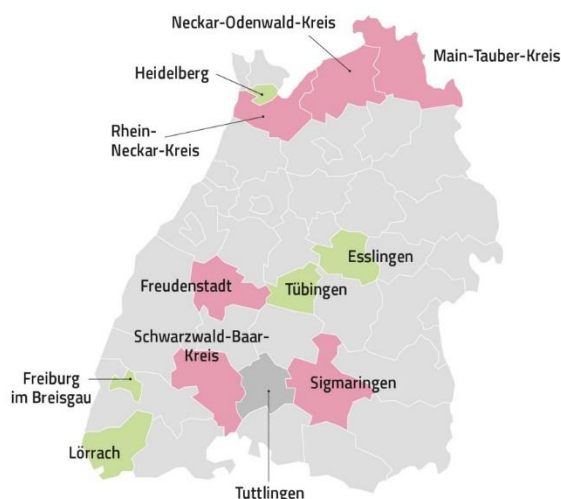 Neckar-Odenwald-Kreis
Main-Tauber-Kreis
Heidelberg
Rhein-
Neckar-Kreis
Esslingen
Freudenstadt
Tübingen
Schwarzwald-Baar-
Kreis
Freiburg
im Breisgau
Sigmaringen
Lörrach
Tuttlingen